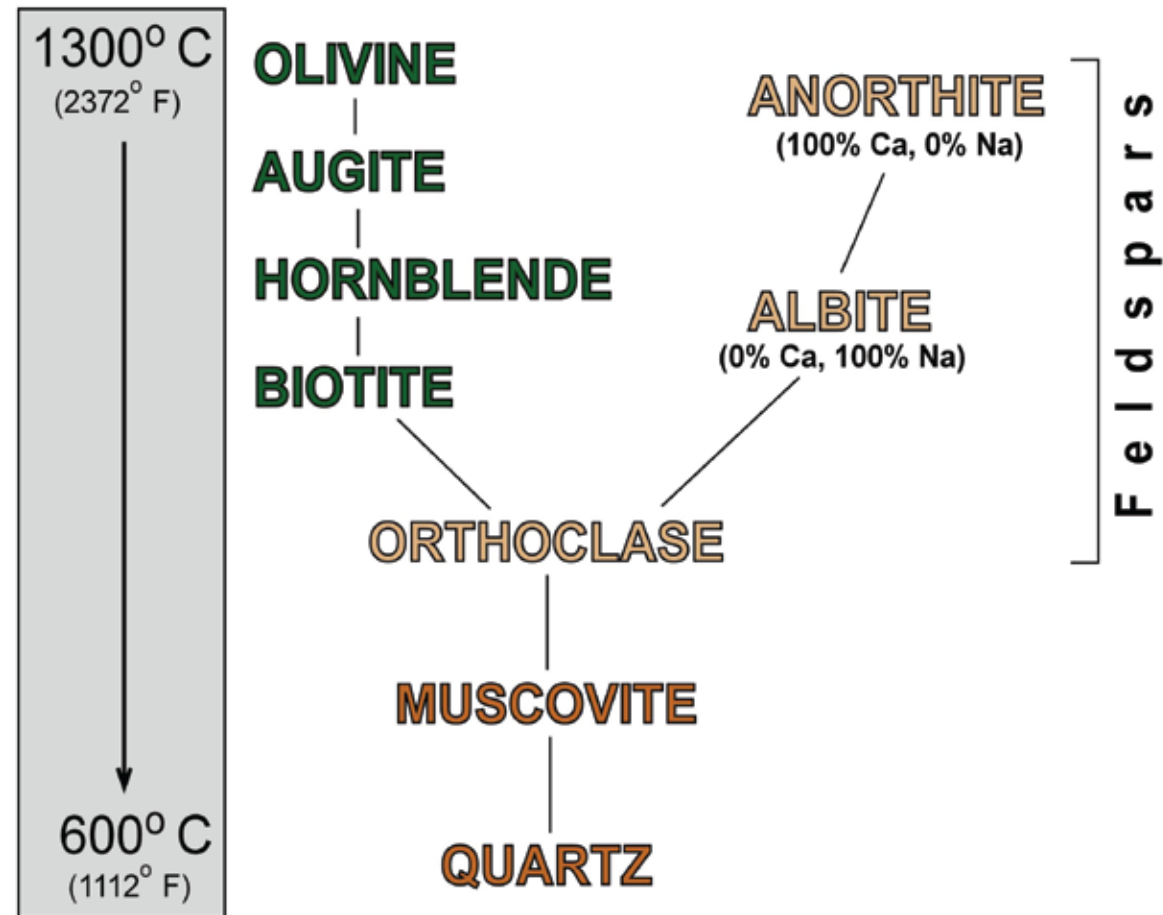 1300° C
(2372° F)
600° C
(1112° F)
OLIVINE
AUGITE
HORNBLENDE
BIOTITE
ANORTHITE
(100% Ca, 0% Na)
ALBITE
(0% Ca, 100% Na)
ORTHOCLASE
MUSCOVITE
QUARTZ
Feldspars